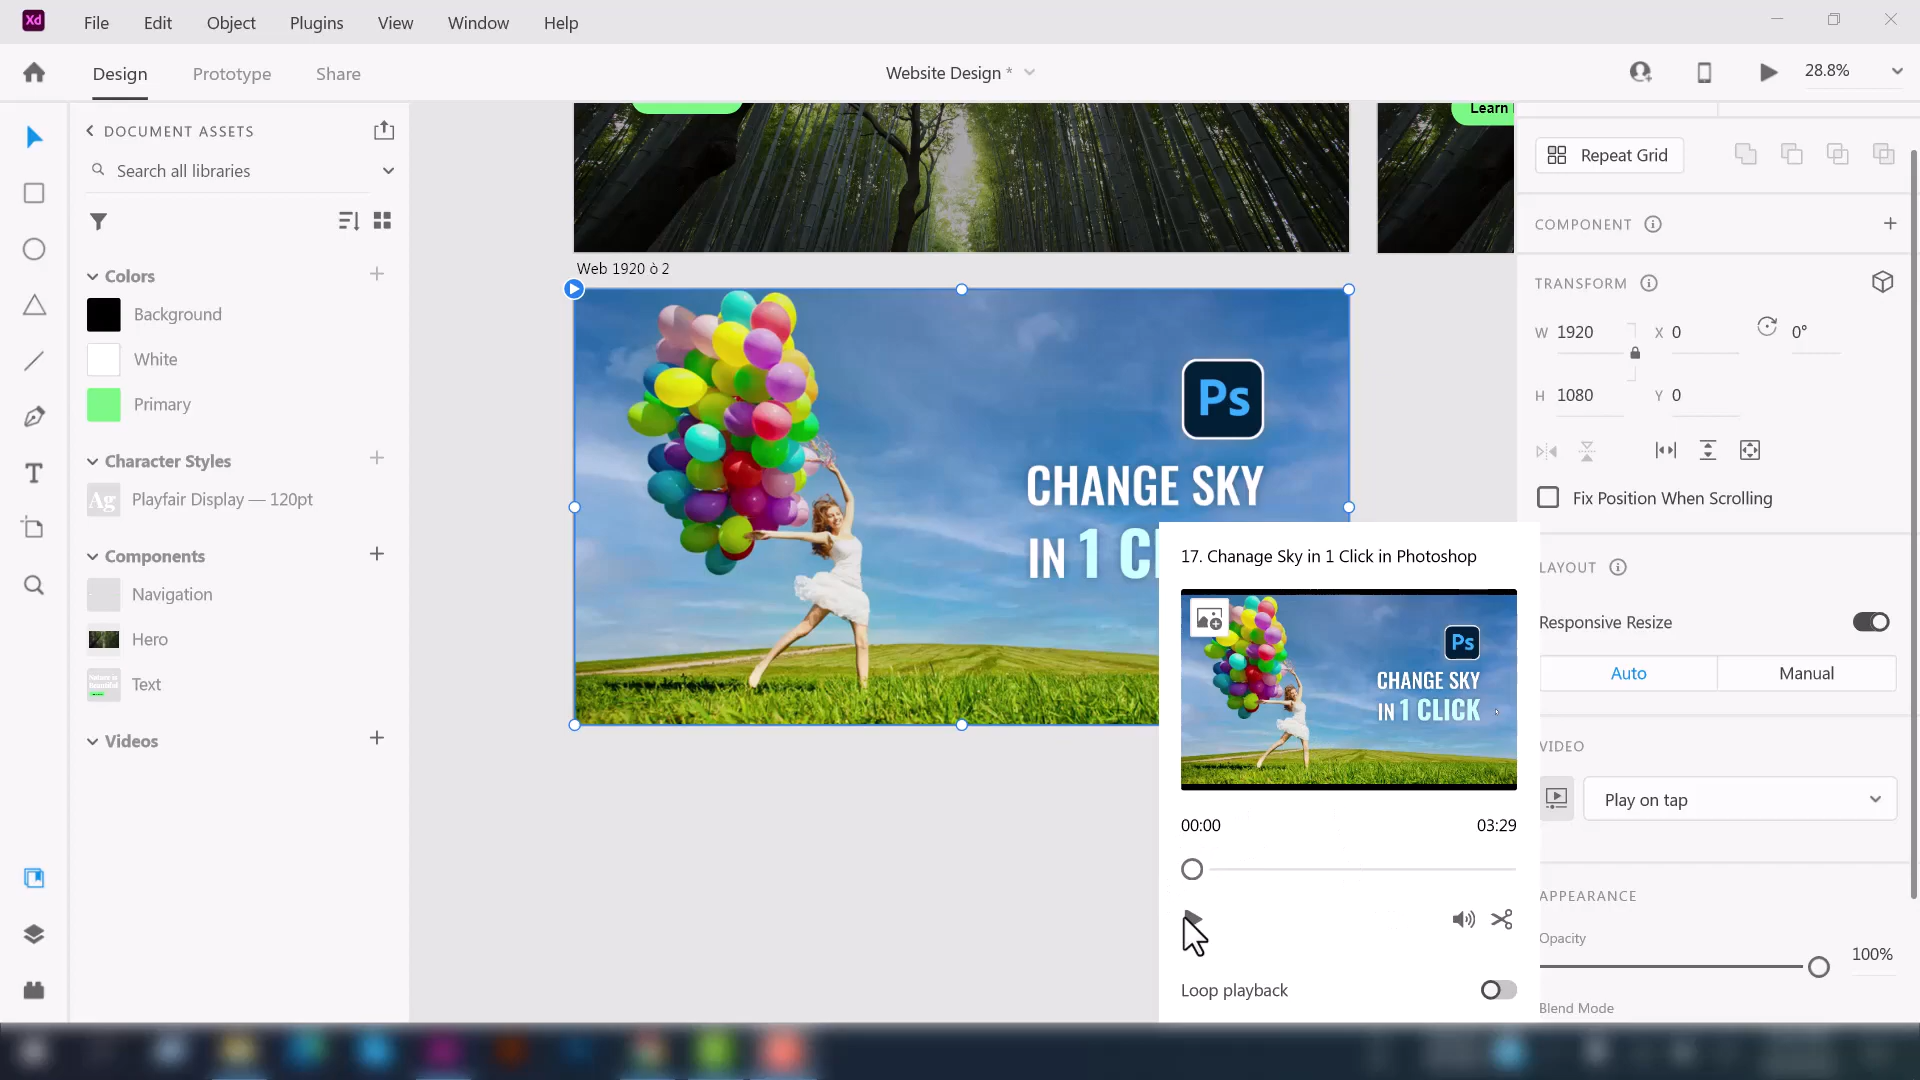 Xd
File Edit Object Plugins View Window Help
Design Prototype Share
Website Design *
28.8%
DOCUMENT ASSETS
Search all libraries
Colors
Background
White
Primary
Character Styles
Ag Playfair Display — 120pt
Components
Navigation
Hero
Text
Videos
Learn
Web 1920 ò 2
Ps
CHANGE SKY
IN 1 CL
17. Chanage Sky in 1 Click in Photoshop
Ps
CHANGE SKY
IN 1 CLICK
00:00 03:29
Loop playback
Repeat Grid
COMPONENT
TRANSFORM
W 1920 X 0 0°
H 1080 Y 0
Fix Position When Scrolling
LAYOUT
Responsive Resize
Auto Manual
VIDEO
Play on tap
APPEARANCE
Opacity
100%
Blend Mode